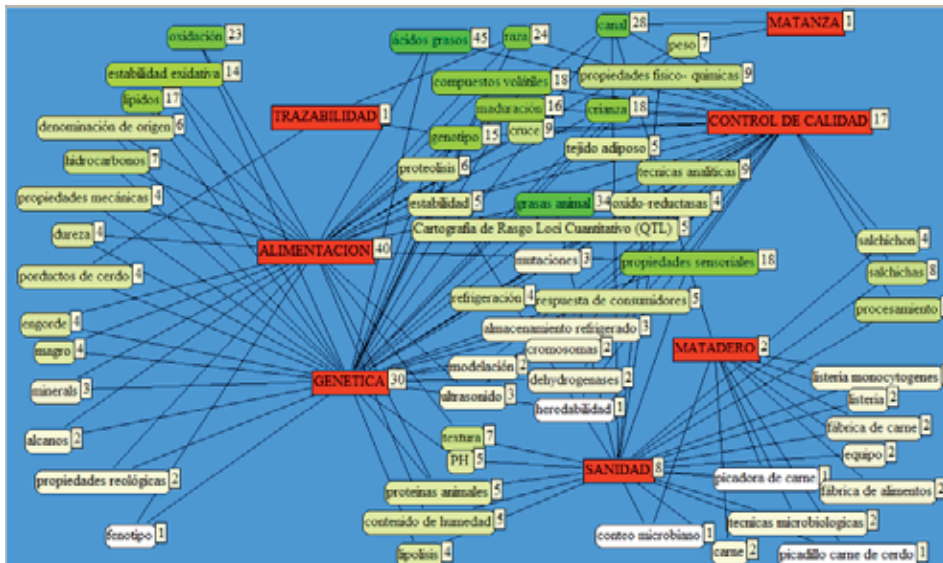 oxidación 23
ácidos grasos 45
raza 24
canal 28
MATANZA 1
peso 7
estabilidad oxidativa 14
compuestos volátiles 18
propiedades fisico- quimicas 9
lípidos 17
maduración 16
crianza 18
TRAZABILIDAD 1
CONTROL DE CALIDAD 17
denominación de origen 6
genotipo 15
cruce 9
tejido adiposo 5
hidrocarbonos 7
proteolisis 6
tecnicas analíticas 9
propiedades mecánicas 4
estabilidad 5
grasas animal 34
oxido-reductasas 4
Cartografía de Rasgo Loci Cuantitativo (QTL) 5
dureza 4
ALIMENTACION 40
salchichon 4
mutaciones 3
propiedades sensoriales 18
porductos de cerdo 4
salchichas 8
refrigeración 4
respuesta de consumidores 5
procesamiento
engorde 4
almacenamiento refrigerado 3
magro 4
cromosomas 2
MATADERO 2
modelación 2
GENETICA 30
dehydrogenases 2
listeria monocytogenes
minerals 3
ultrasonido 3
listeria 2
heredabilidad 1
fábrica de carne 2
alcanos 2
textura 7
equipo 2
PH 5
SANIDAD 8
propiedades reológicas 2
picadora de carne 1
proteínas animales 5
fábrica de alimentos 2
fenotipo 1
contenido de humedad 5
conteo microbiano 1
tecnicas microbiologicas 2
lipolisis 4
carne 2
picadillo carne de cerdo 1